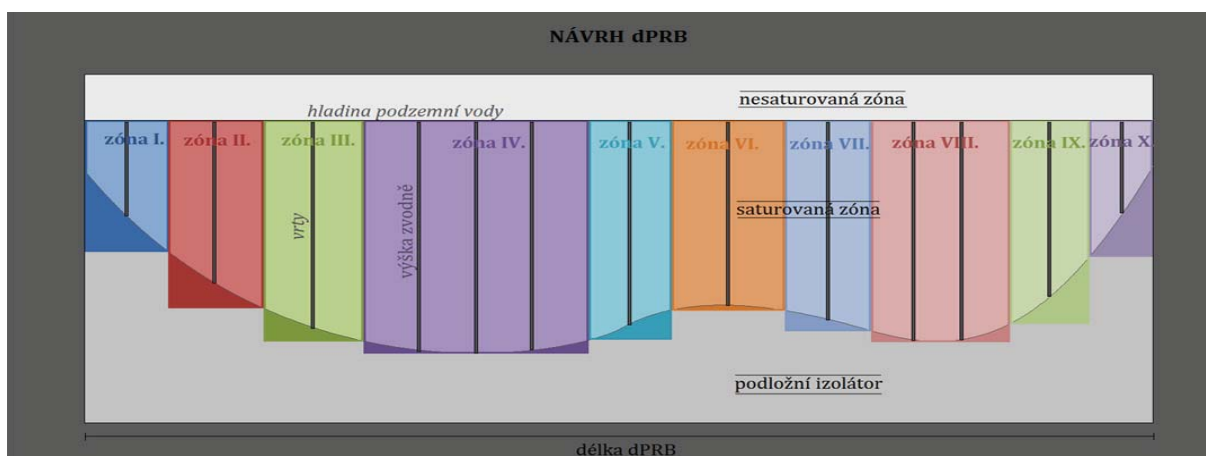 NÁVRH dPRB
nesaturovaná zóna
hladina podzemní vody
zóna I.
zóna II.
zóna III.
zóna IV.
zóna V.
zóna VI.
zóna VII.
zóna VIII.
zóna IX.
zóna X.
vrty
výška zvodně
saturovaná zóna
podložní izolátor
délka dPRB